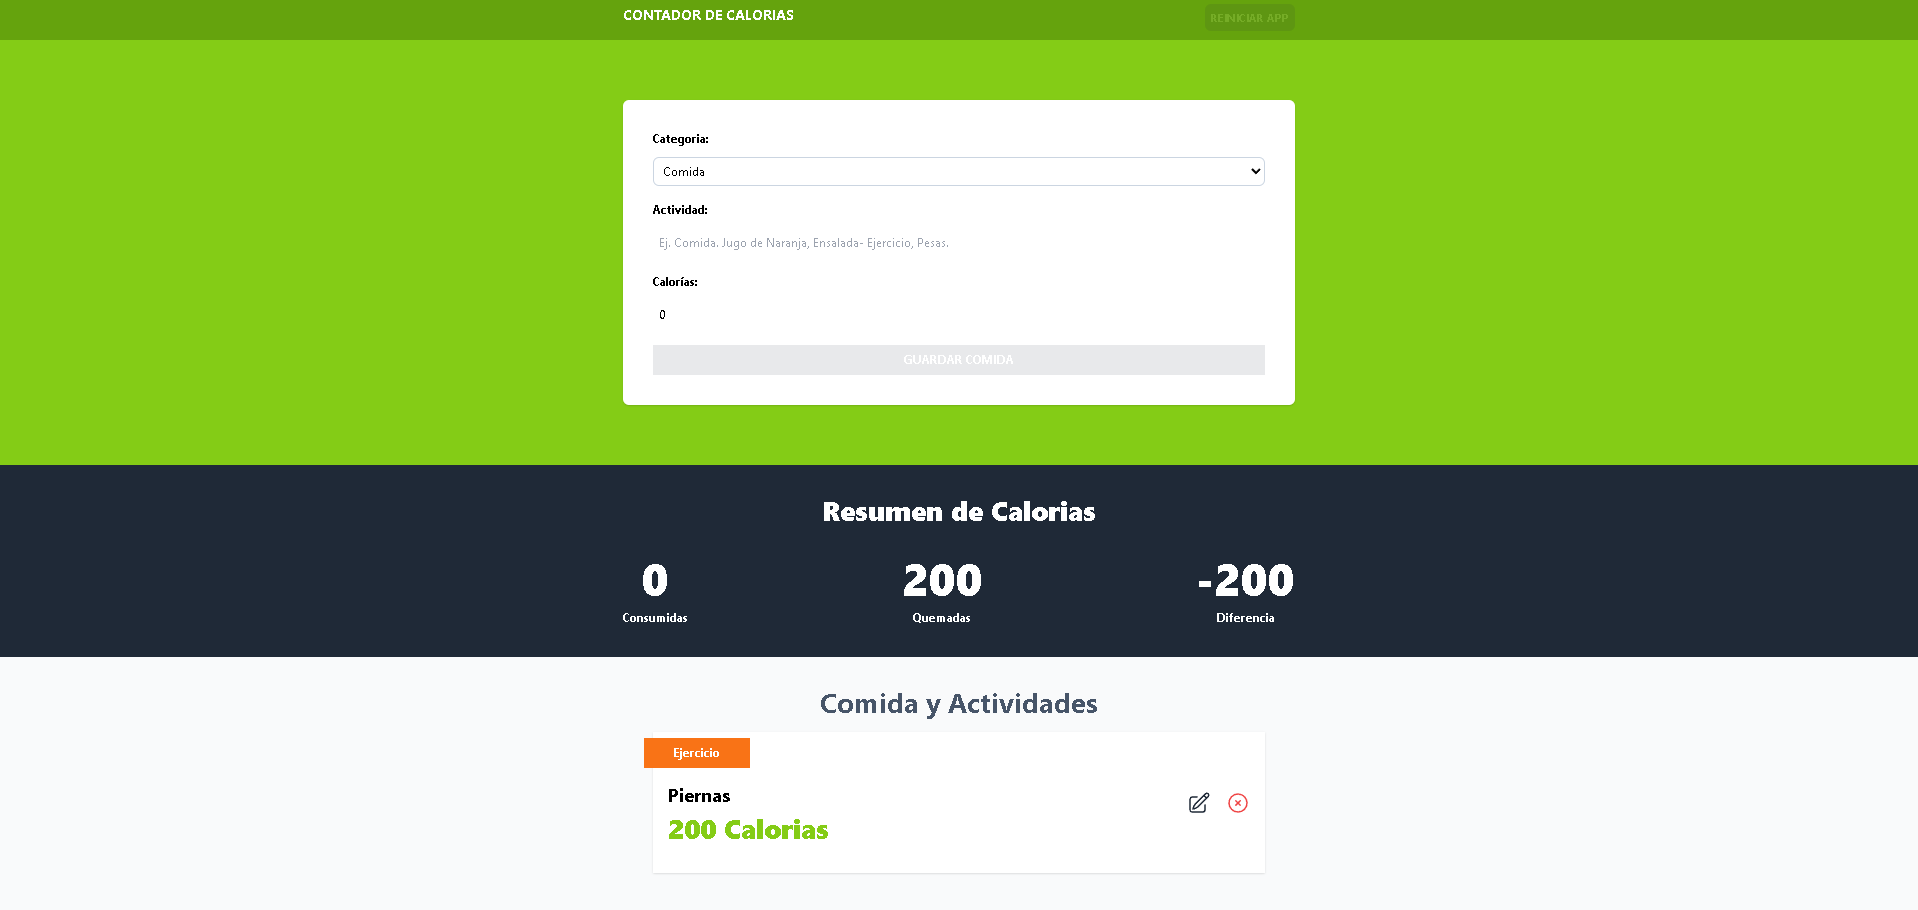 CONTADOR DE CALORIAS
REINICIAR APP
Categoria:
Comida
Actividad:
Ej. Comida. Jugo de Naranja, Ensalada- Ejercicio, Pesas.
Calorías:
0
GUARDAR COMIDA
Resumen de Calorias
0 200 -200
Consumidas Quemadas Diferencia
Comida y Actividades
Ejercicio
Piernas
200 Calorias